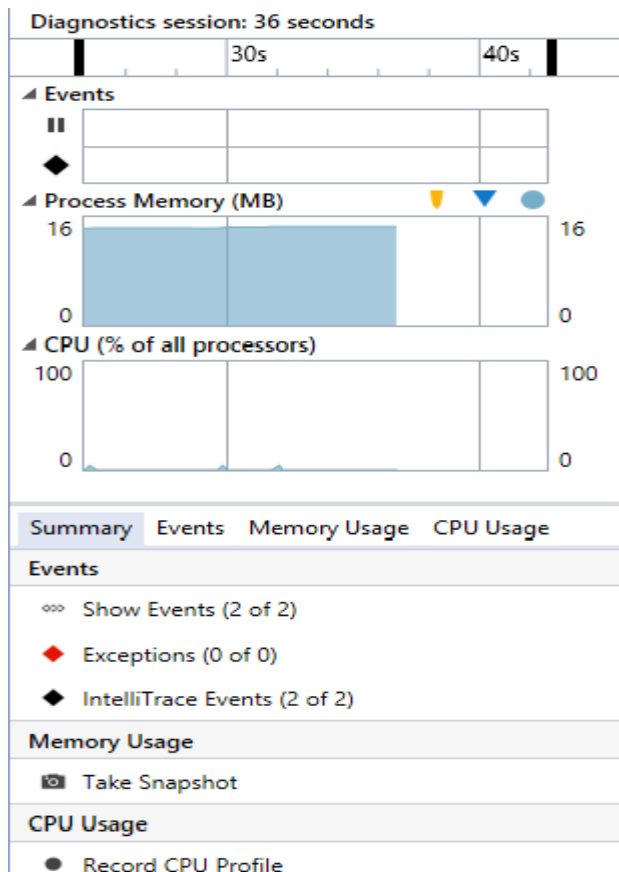 Diagnostics session: 36 seconds
30s 40s
Events
Process Memory (MB)
16 16
0 0
CPU (% of all processors)
100 100
0 0
Summary Events Memory Usage CPU Usage
Events
Show Events (2 of 2)
Exceptions (0 of 0)
IntelliTrace Events (2 of 2)
Memory Usage
Take Snapshot
CPU Usage
Record CPU Profile